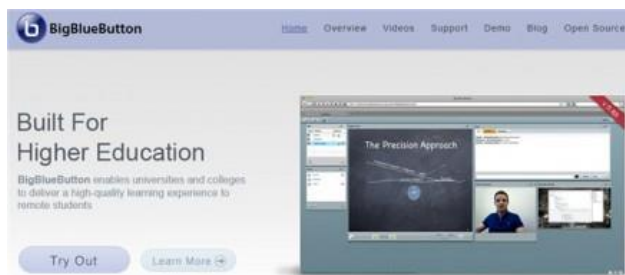 BigBlueButton
Home Overview Videos Support Demo Blog Open Source
Built For
Higher Education
BigBlueButton enables universities and colleges
to deliver a high-quality learning experience to
remote students
Try Out
Learn More
The Precision Approach